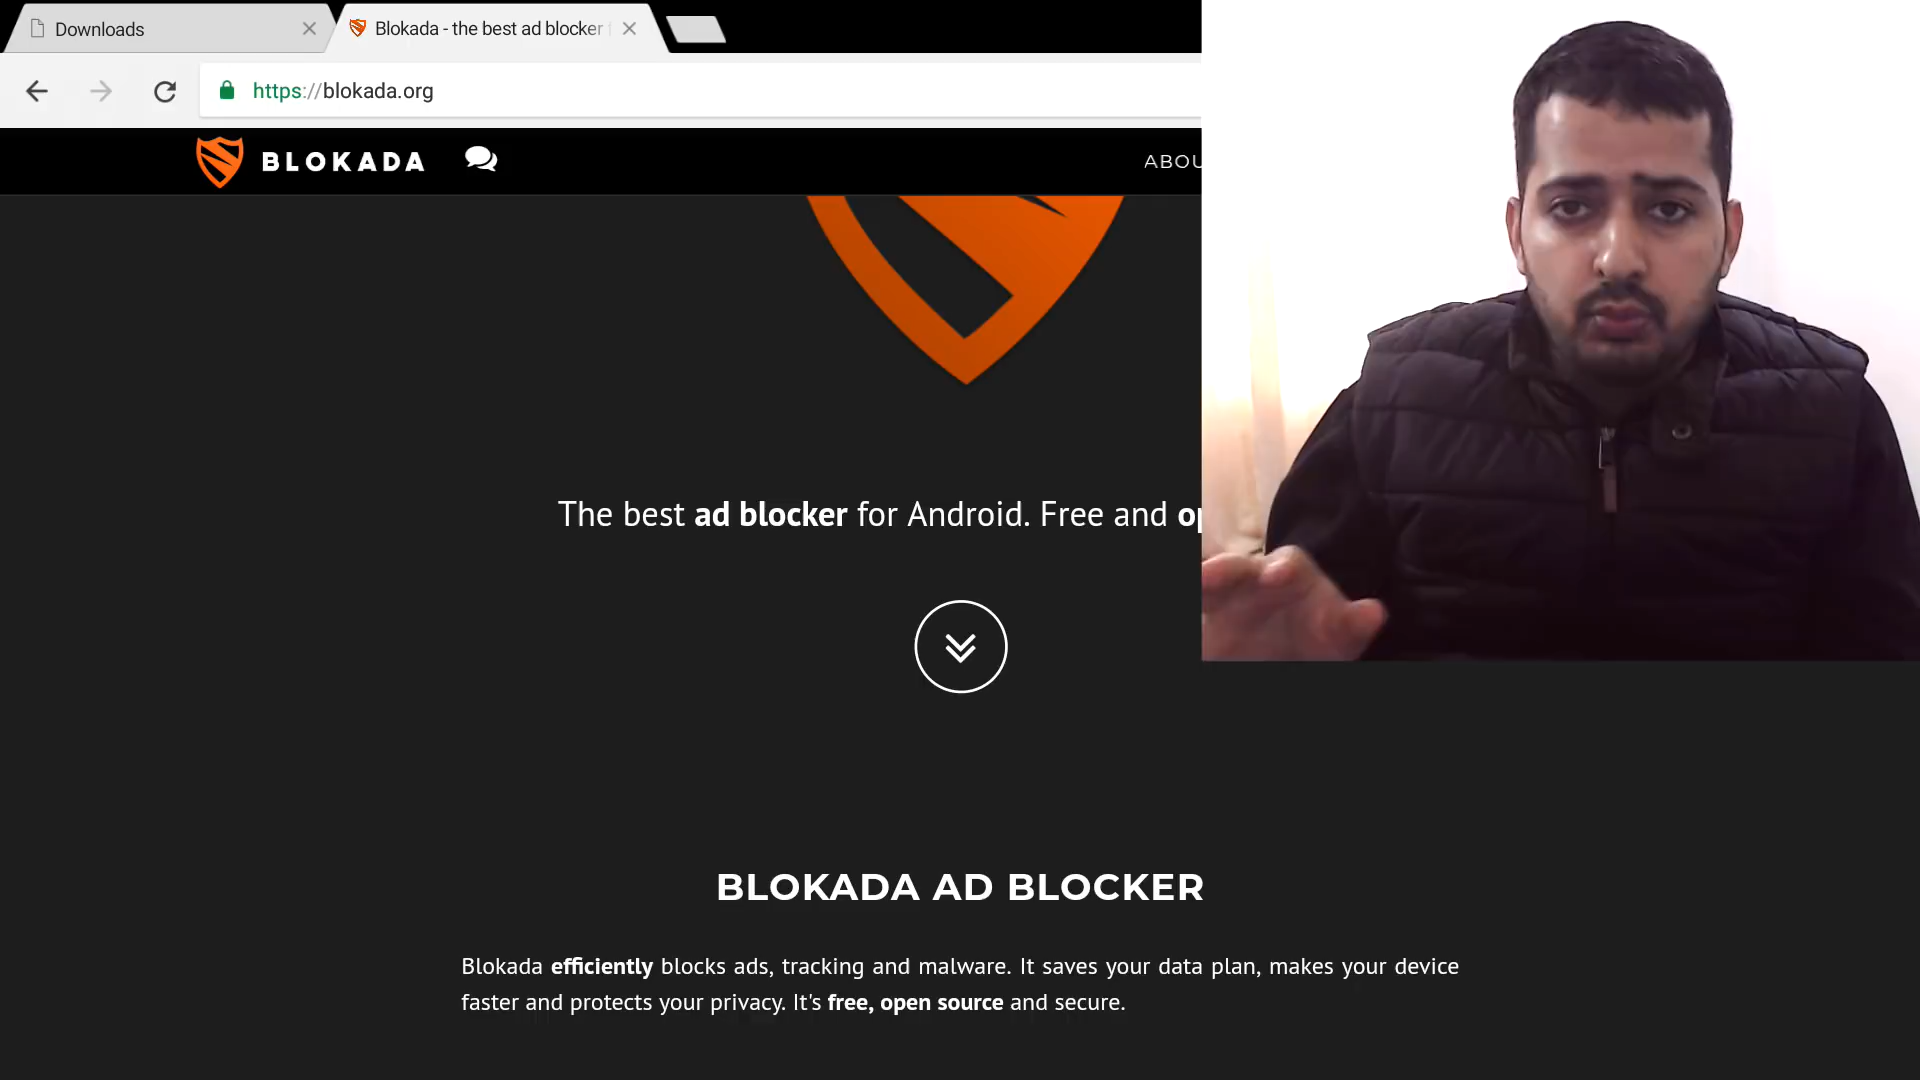 Downloads
Blokada - the best ad blocker
https://blokada.org
BLOKADA
ABOU
The best ad blocker for Android. Free and op
BLOKADA AD BLOCKER
Blokada efficiently blocks ads, tracking and malware. It saves your data plan, makes your device
faster and protects your privacy. It's free, open source and secure.